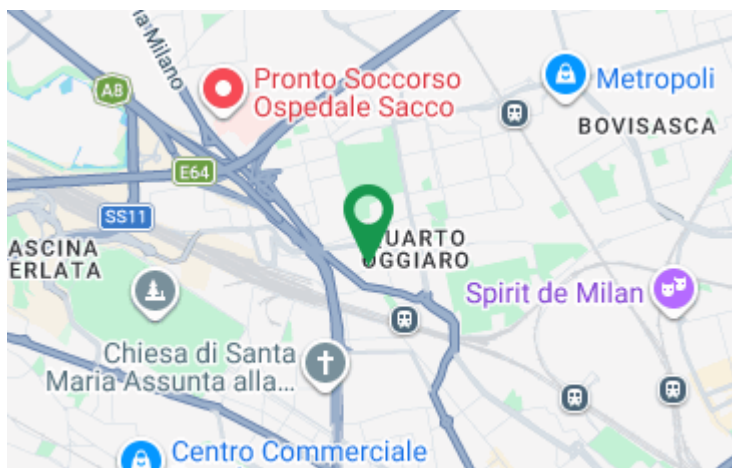 a Milano
A8
Pronto Soccorso
Ospedale Sacco
Metropoli
BOVISASCA
E64
SS11
ASCINA
ERLATA
UARTO
OGGIARO
Spirit de Milan
Chiesa di Santa
Maria Assunta alla...
Centro Commerciale